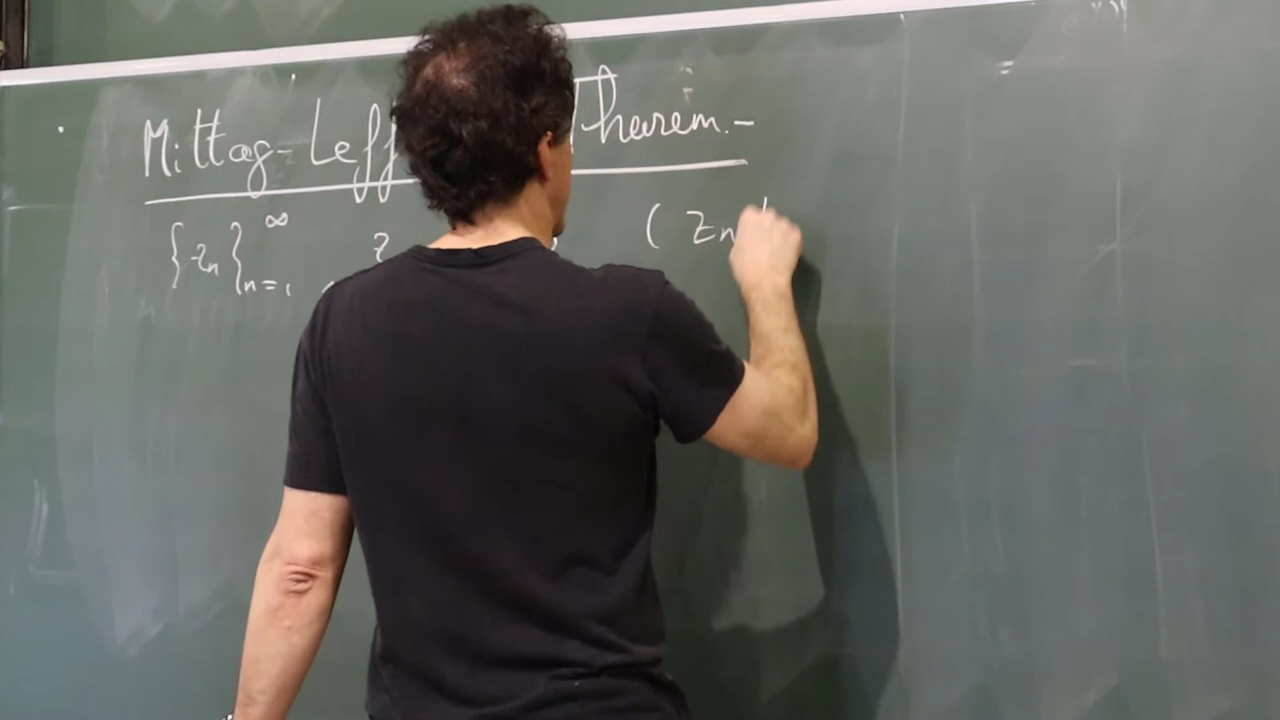 Mittag-Leff Theorem.-
{zn}∞n=1 z ( zn